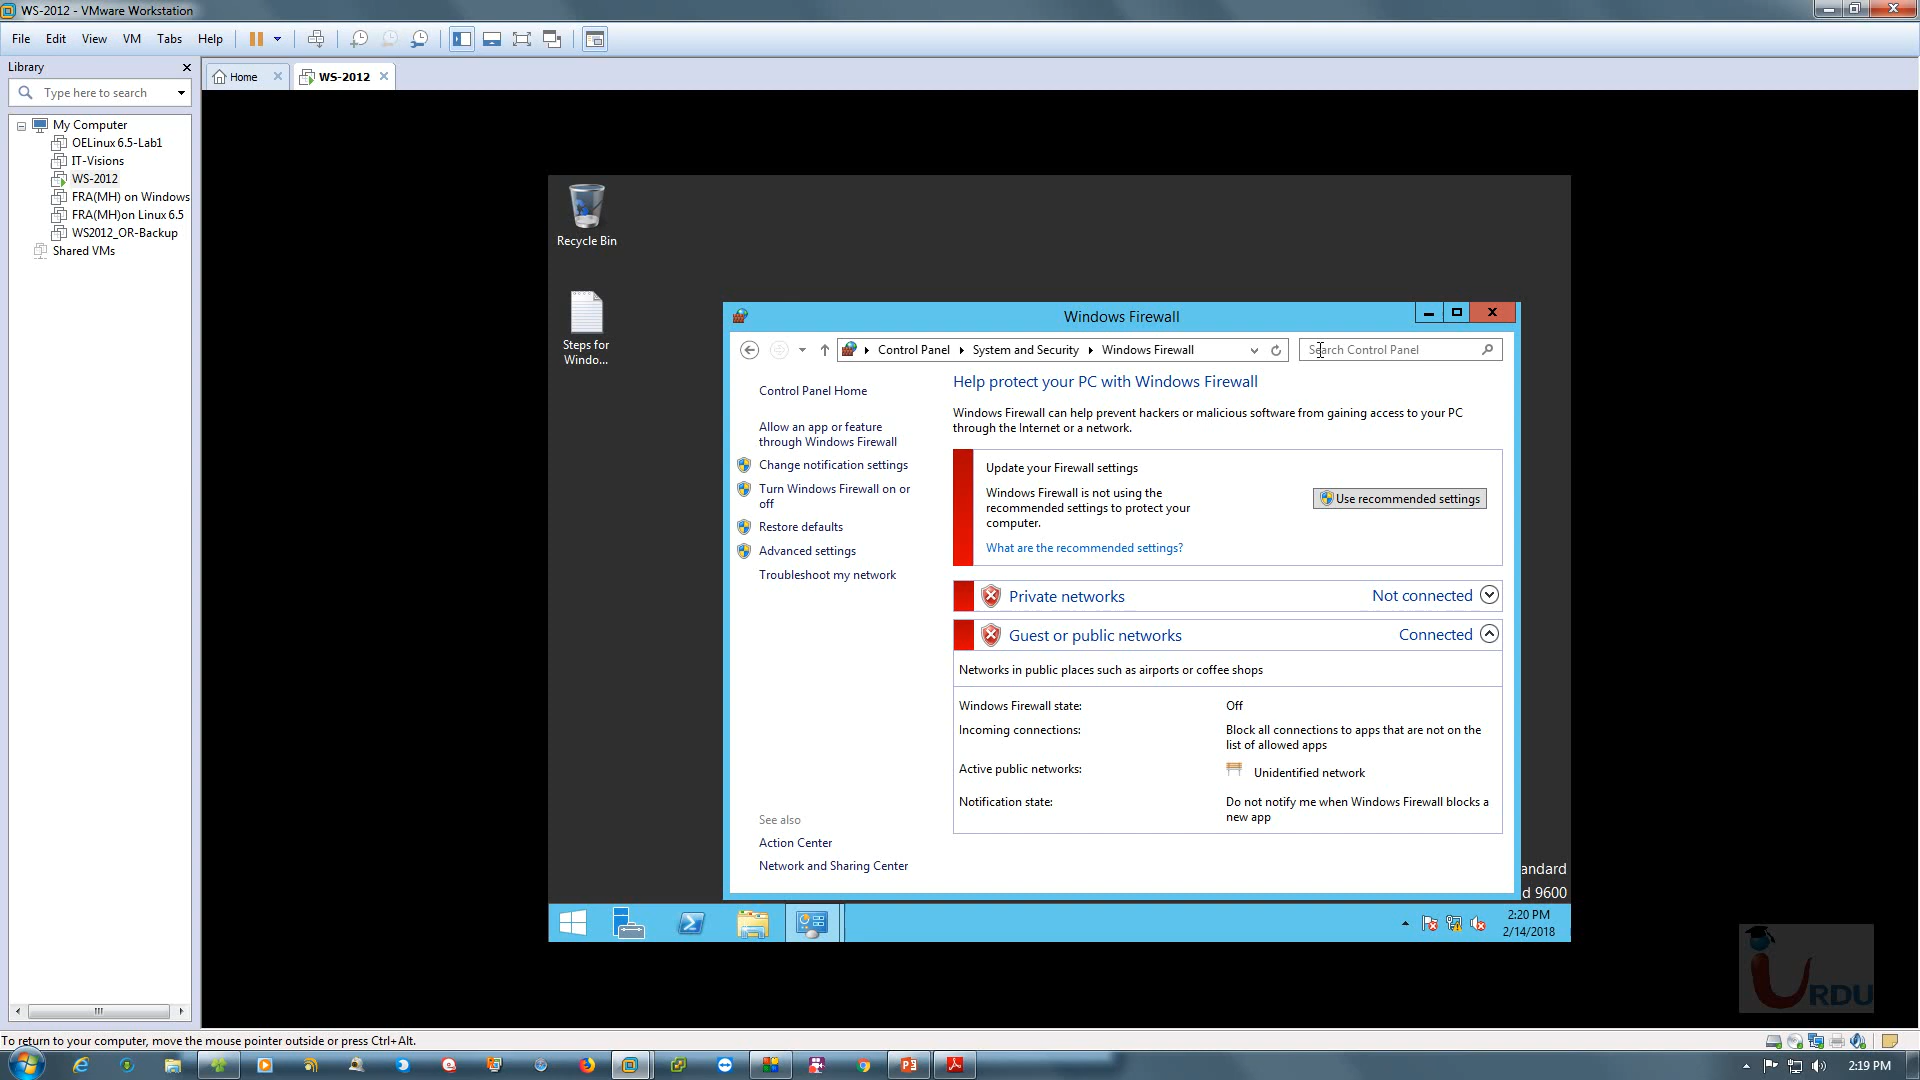 WS-2012 - VMware Workstation
File Edit View VM Tabs Help
Library
Type here to search
My Computer
OELinux 6.5-Lab1
IT-Visions
WS-2012
FRA(MH) on Windows
FRA(MH)on Linux 6.5
WS2012_OR-Backup
Shared VMs
Home
WS-2012
Recycle Bin
Steps for
Windo...
Windows Firewall
Control Panel System and Security Windows Firewall
Search Control Panel
Control Panel Home
Allow an app or feature
through Windows Firewall
Change notification settings
Turn Windows Firewall on or
off
Restore defaults
Advanced settings
Troubleshoot my network
See also
Action Center
Network and Sharing Center
Help protect your PC with Windows Firewall
Windows Firewall can help prevent hackers or malicious software from gaining access to your PC
through the Internet or a network.
Update your Firewall settings
Windows Firewall is not using the
recommended settings to protect your
computer.
Use recommended settings
What are the recommended settings?
Private networks Not connected
Guest or public networks Connected
Networks in public places such as airports or coffee shops
Windows Firewall state: Off
Incoming connections: Block all connections to apps that are not on the
list of allowed apps
Active public networks: Unidentified network
Notification state: Do not notify me when Windows Firewall blocks a
new app
andard
d 9600
2:20 PM
2/14/2018
iURDU
To return to your computer, move the mouse pointer outside or press Ctrl+Alt.
2:19 PM